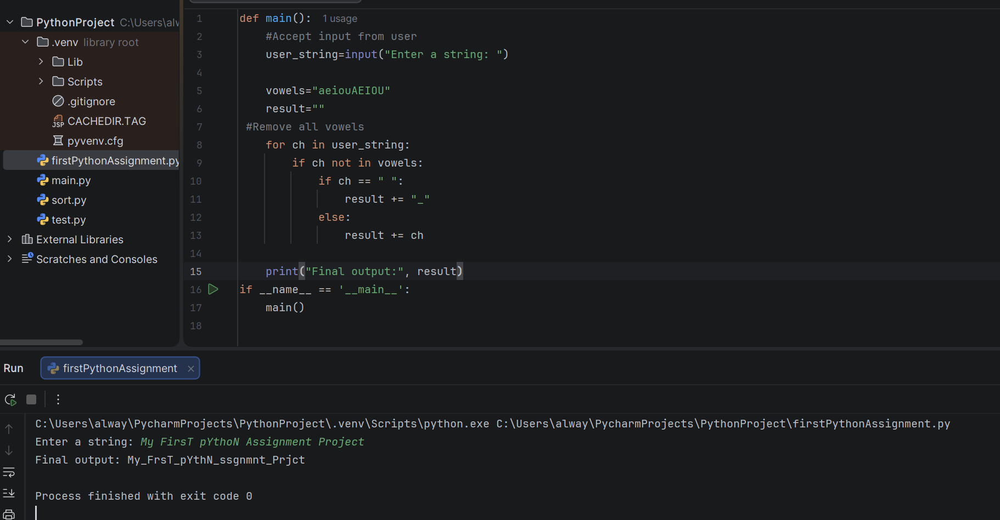 PythonProject C:\Users\alw
.venv library root
Lib
Scripts
.gitignore
CACHEDIR.TAG
pyvenv.cfg
firstPythonAssignment.py
main.py
sort.py
test.py
External Libraries
Scratches and Consoles
1 def main(): 1 usage
2 #Accept input from user
3 user_string=input("Enter a string: ")
4
5 vowels="aeiouAEIOU"
6 result=""
7 #Remove all vowels
8 for ch in user_string:
9 if ch not in vowels:
10 if ch == " ":
11 result += "_"
12 else:
13 result += ch
14
15 print("Final output:", result)
16 if __name__ == '__main__':
17 main()
18
Run firstPythonAssignment
C:\Users\alway\PycharmProjects\PythonProject\.venv\Scripts\python.exe C:\Users\alway\PycharmProjects\PythonProject\firstPythonAssignment.py
Enter a string: My FirsT pYthoN Assignment Project
Final output: My_FrsT_pYthN_ssgnmnt_Prjct
Process finished with exit code 0